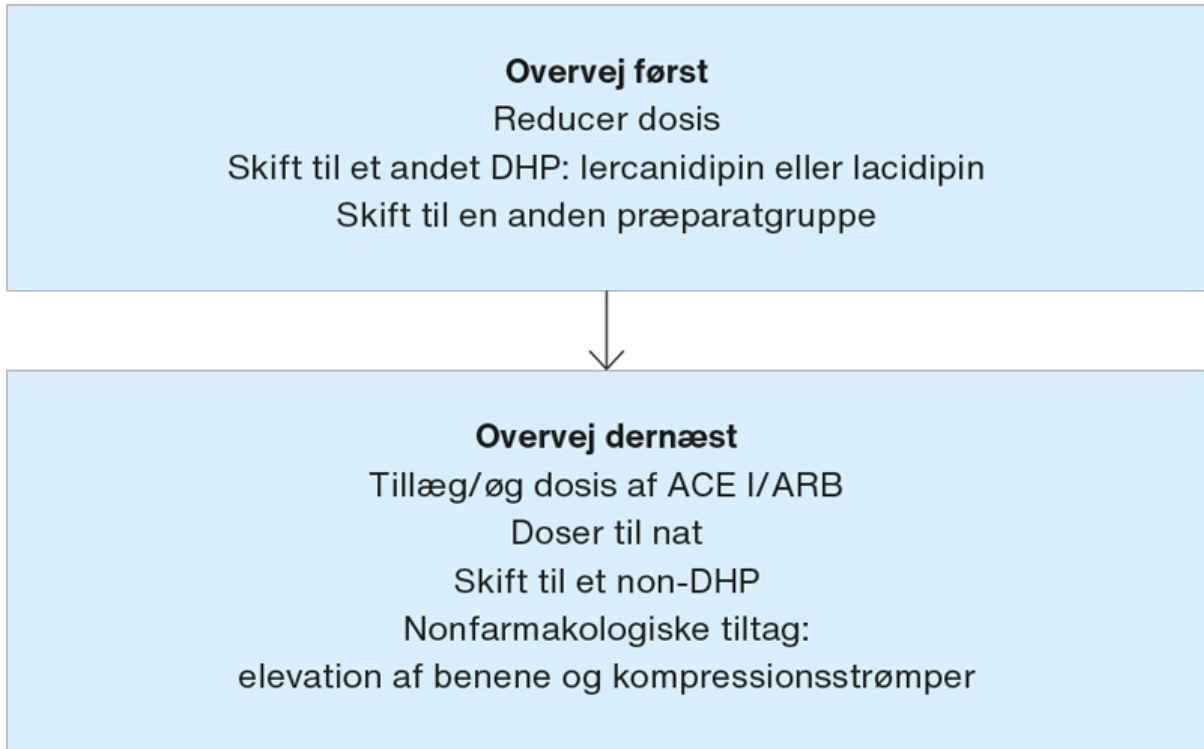 Overvej først
Reducer dosis
Skift til et andet DHP: lercanidipin eller lacidipin
Skift til en anden præparatgruppe
Overvej dernæst
Tillæg/øg dosis af ACE I/ARB
Doser til nat
Skift til et non-DHP
Nonfarmakologiske tiltag:
elevation af benene og kompressionsstrømper